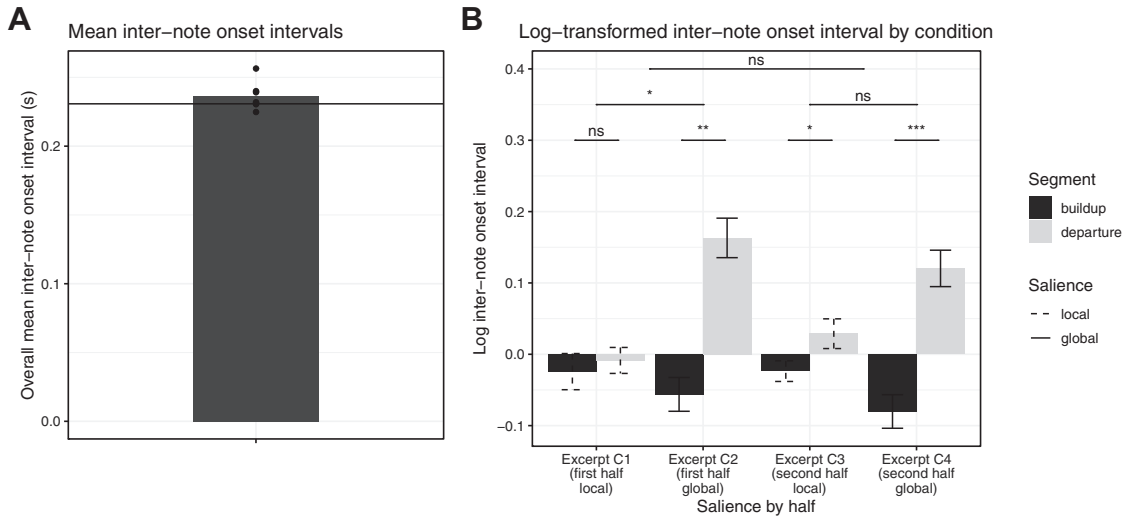 A
Mean inter−note onset intervals
Overall mean inter−note onset interval (s)
0.2
0.1
0.0
B
Log−transformed inter−note onset interval by condition
Log inter−note onset interval
0.4
0.3
0.2
0.1
0.0
−0.1
ns
*
ns
ns
**
*
***
Excerpt C1
(first half
local)
Excerpt C2
(first half
global)
Excerpt C3
(second half
local)
Excerpt C4
(second half
global)
Salience by half
Segment
buildup
departure
Salience
local
global